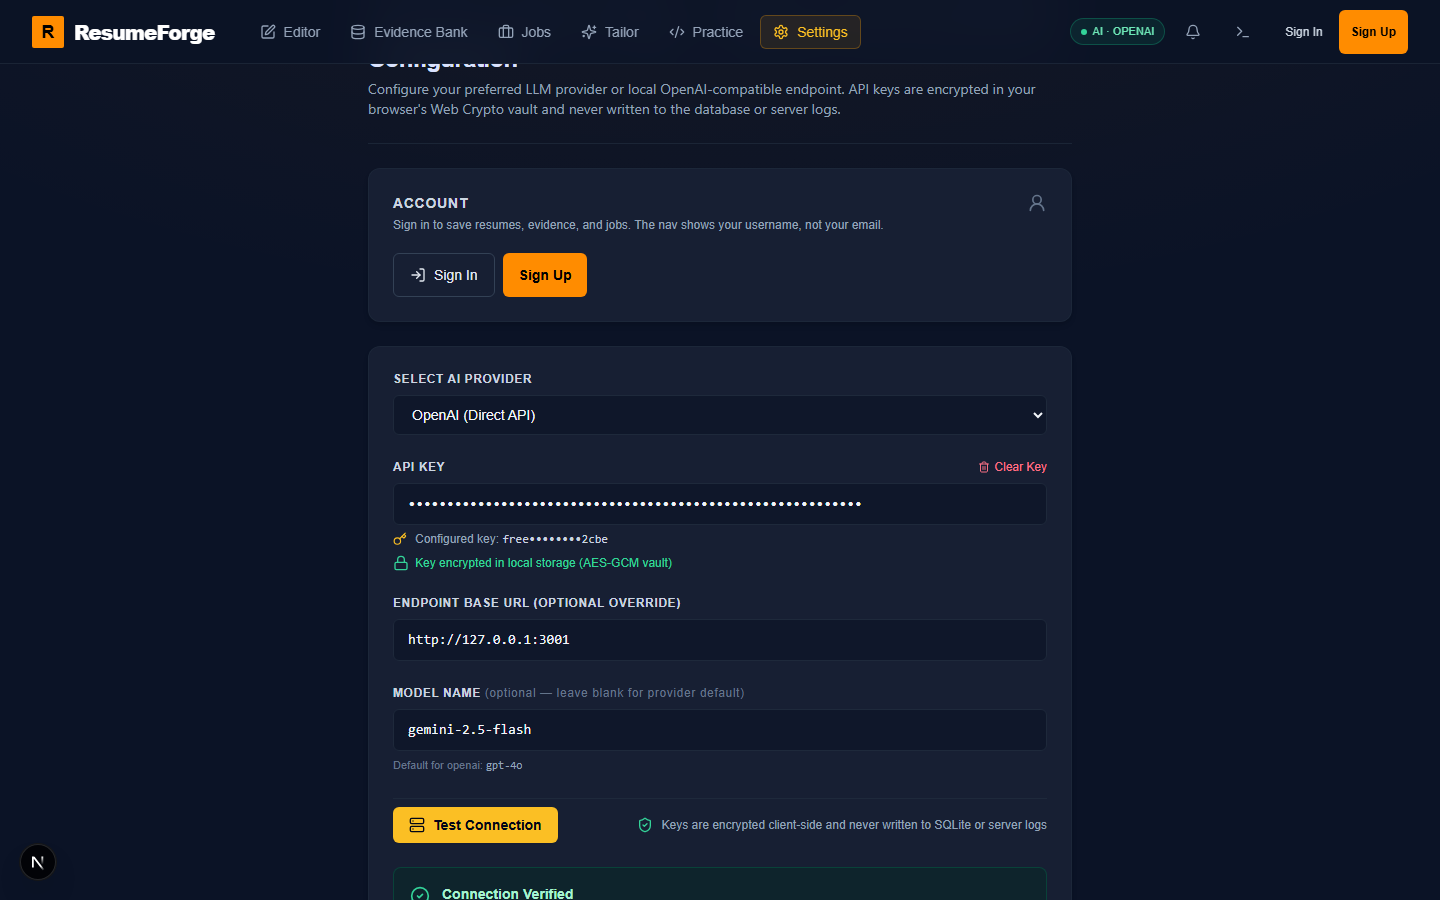 R ResumeForge Editor Evidence Bank Jobs Tailor Practice Settings AI · OPENAI Sign In Sign Up
Configuration
Configure your preferred LLM provider or local OpenAI-compatible endpoint. API keys are encrypted in your
browser's Web Crypto vault and never written to the database or server logs.
ACCOUNT
Sign in to save resumes, evidence, and jobs. The nav shows your username, not your email.
Sign In Sign Up
SELECT AI PROVIDER
OpenAI (Direct API)
API KEY Clear Key
Configured key: free••••••••2cbe
Key encrypted in local storage (AES-GCM vault)
ENDPOINT BASE URL (OPTIONAL OVERRIDE)
http://127.0.0.1:3001
MODEL NAME (optional — leave blank for provider default)
gemini-2.5-flash
Default for openai: gpt-4o
Test Connection Keys are encrypted client-side and never written to SQLite or server logs
N
Connection Verified